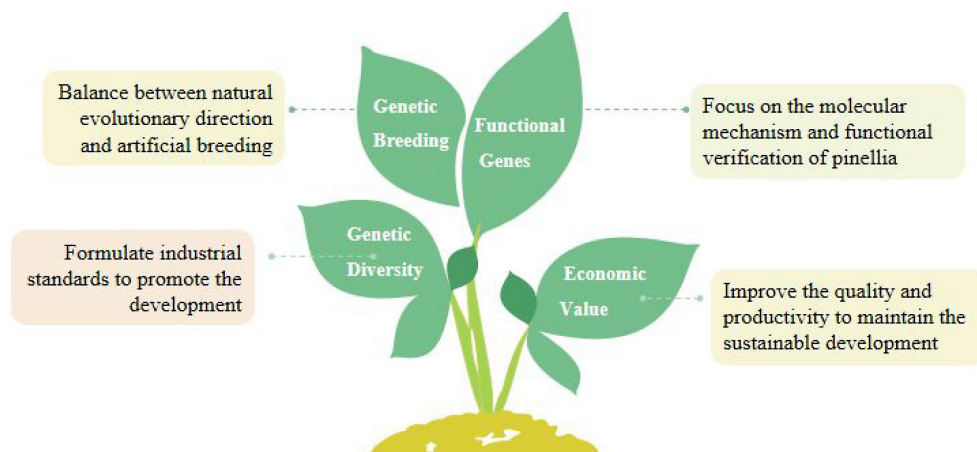 Balance between natural
evolutionary direction
and artificial breeding
Genetic
Breeding
Functional
Genes
Focus on the molecular
mechanism and functional
verification of pinellia
Formulate industrial
standards to promote the
development
Genetic
Diversity
Economic
Value
Improve the quality and
productivity to maintain the
sustainable development